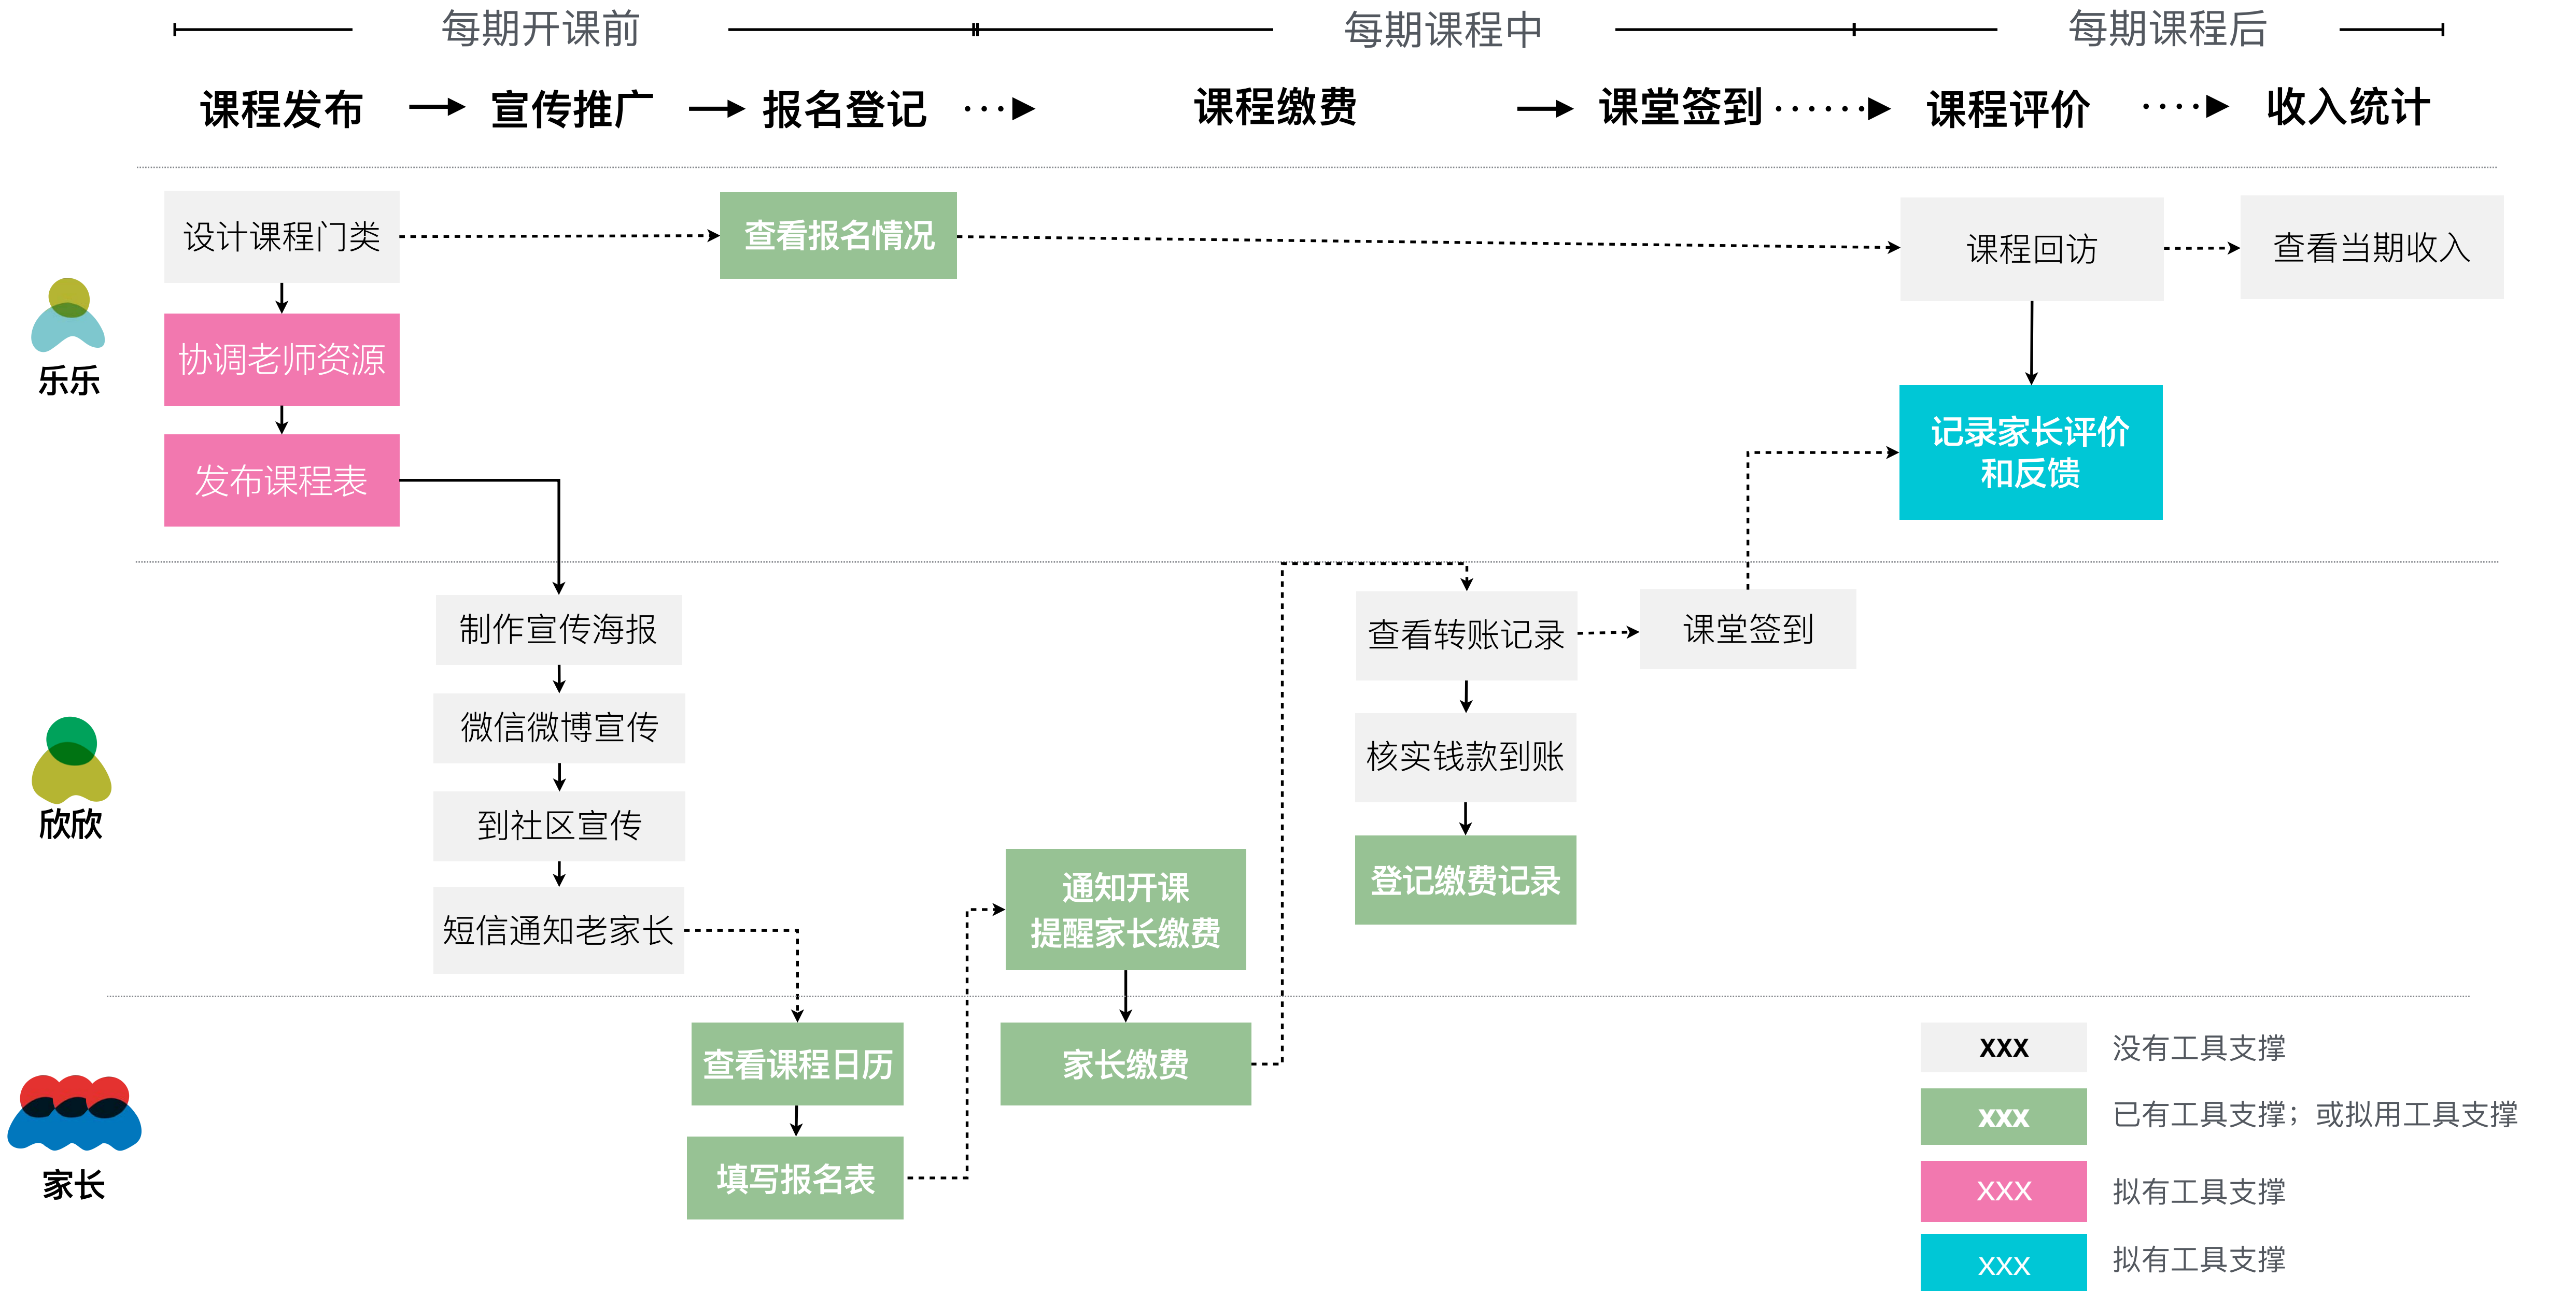 每期开课前
每期课程中
每期课程后
课程发布
宣传推广
报名登记
课程缴费
课堂签到
课程评价
收入统计
设计课程门类
查看报名情况
课程回访
查看当期收入
协调老师资源
发布课程表
记录家长评价
和反馈
乐乐
制作宣传海报
微信微博宣传
到社区宣传
短信通知老家长
通知开课
提醒家长缴费
查看转账记录
课堂签到
核实钱款到账
登记缴费记录
欣欣
查看课程日历
填写报名表
家长缴费
家长
XXX
没有工具支撑
XXX
已有工具支撑；或拟用工具支撑
XXX
拟有工具支撑
XXX
拟有工具支撑